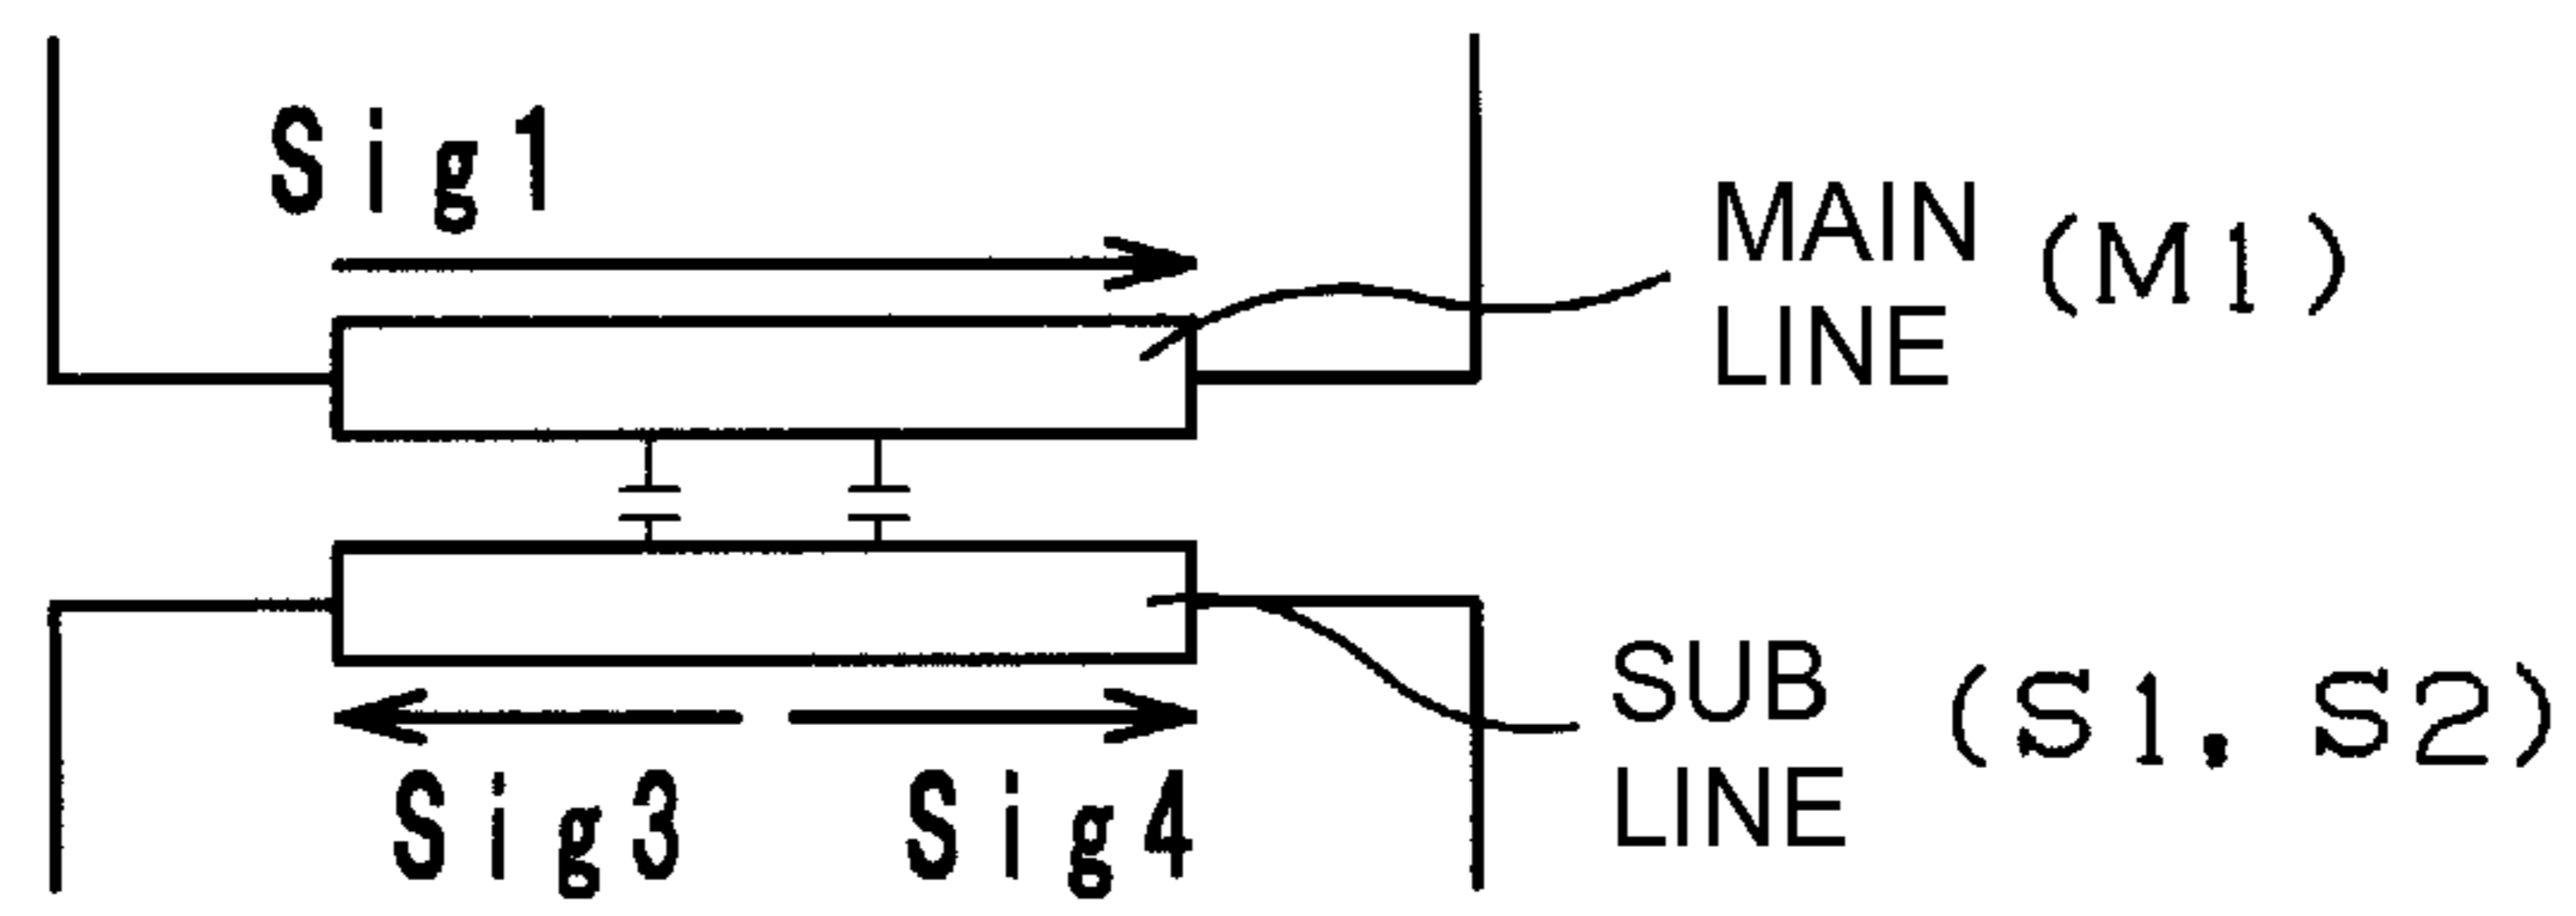 Sig1
MAIN LINE (M1)
Sig3 Sig4
SUB LINE (S1, S2)